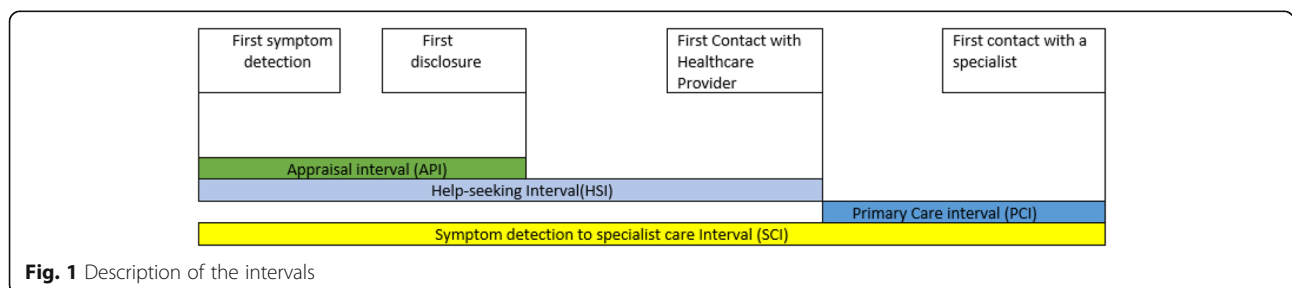 First symptom
detection
First
disclosure
First Contact with
Healthcare
Provider
First contact with a
specialist
Appraisal interval (API)
Help-seeking Interval(HSI)
Primary Care interval (PCI)
Symptom detection to specialist care Interval (SCI)
Fig. 1 Description of the intervals